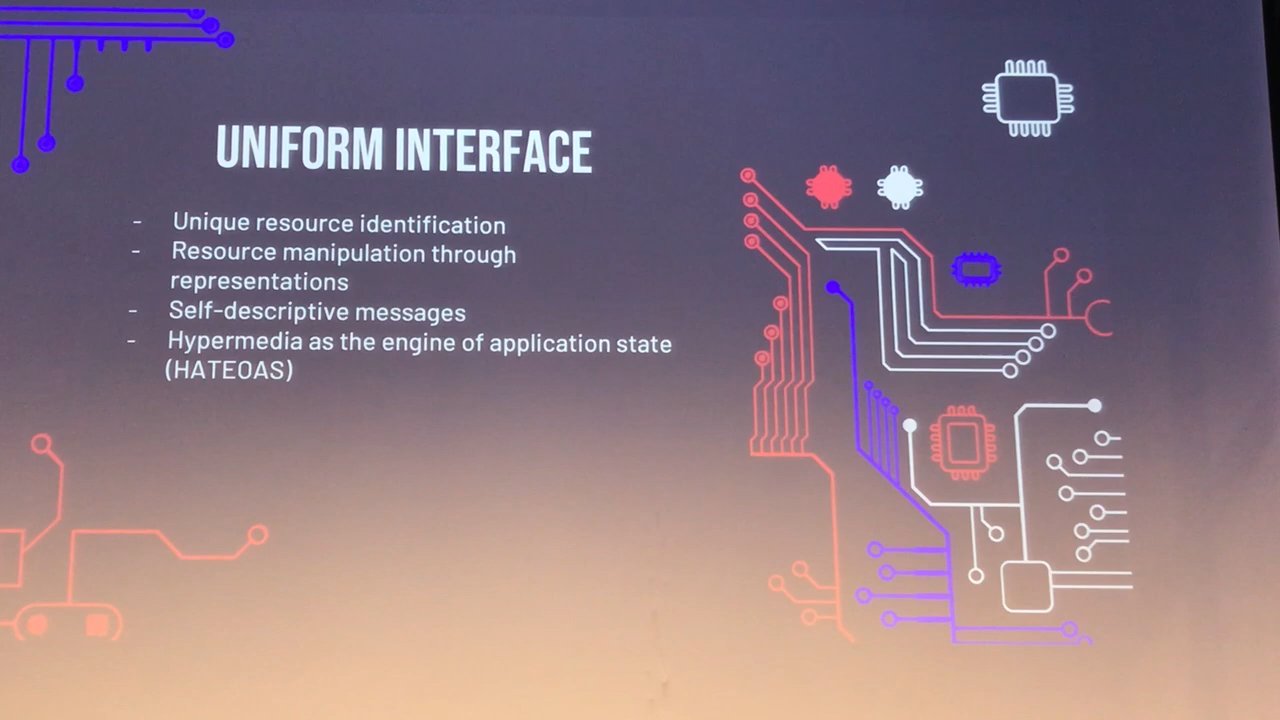 UNIFORM INTERFACE
- Unique resource identification
- Resource manipulation through
representations
- Self-descriptive messages
- Hypermedia as the engine of application state
(HATEOAS)